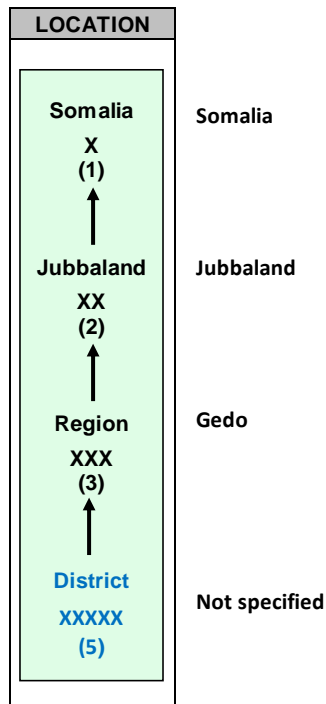 LOCATION
Somalia
X
(1)
Somalia
Jubbaland
XX
(2)
Jubbaland
Region
XXX
(3)
Gedo
District
XXXXX
(5)
Not specified